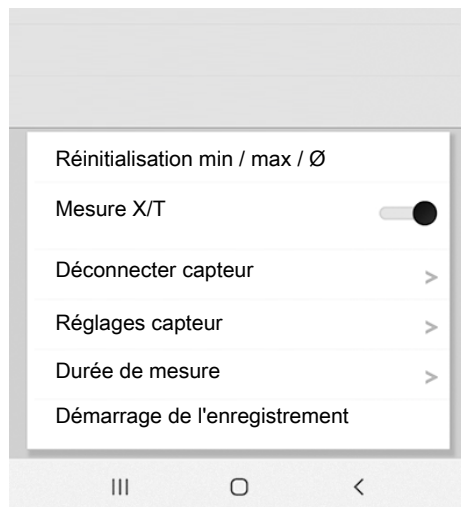 Réinitialisation min / max / Ø
Mesure X/T
Déconnecter capteur
Réglages capteur
Durée de mesure
Démarrage de l'enregistrement